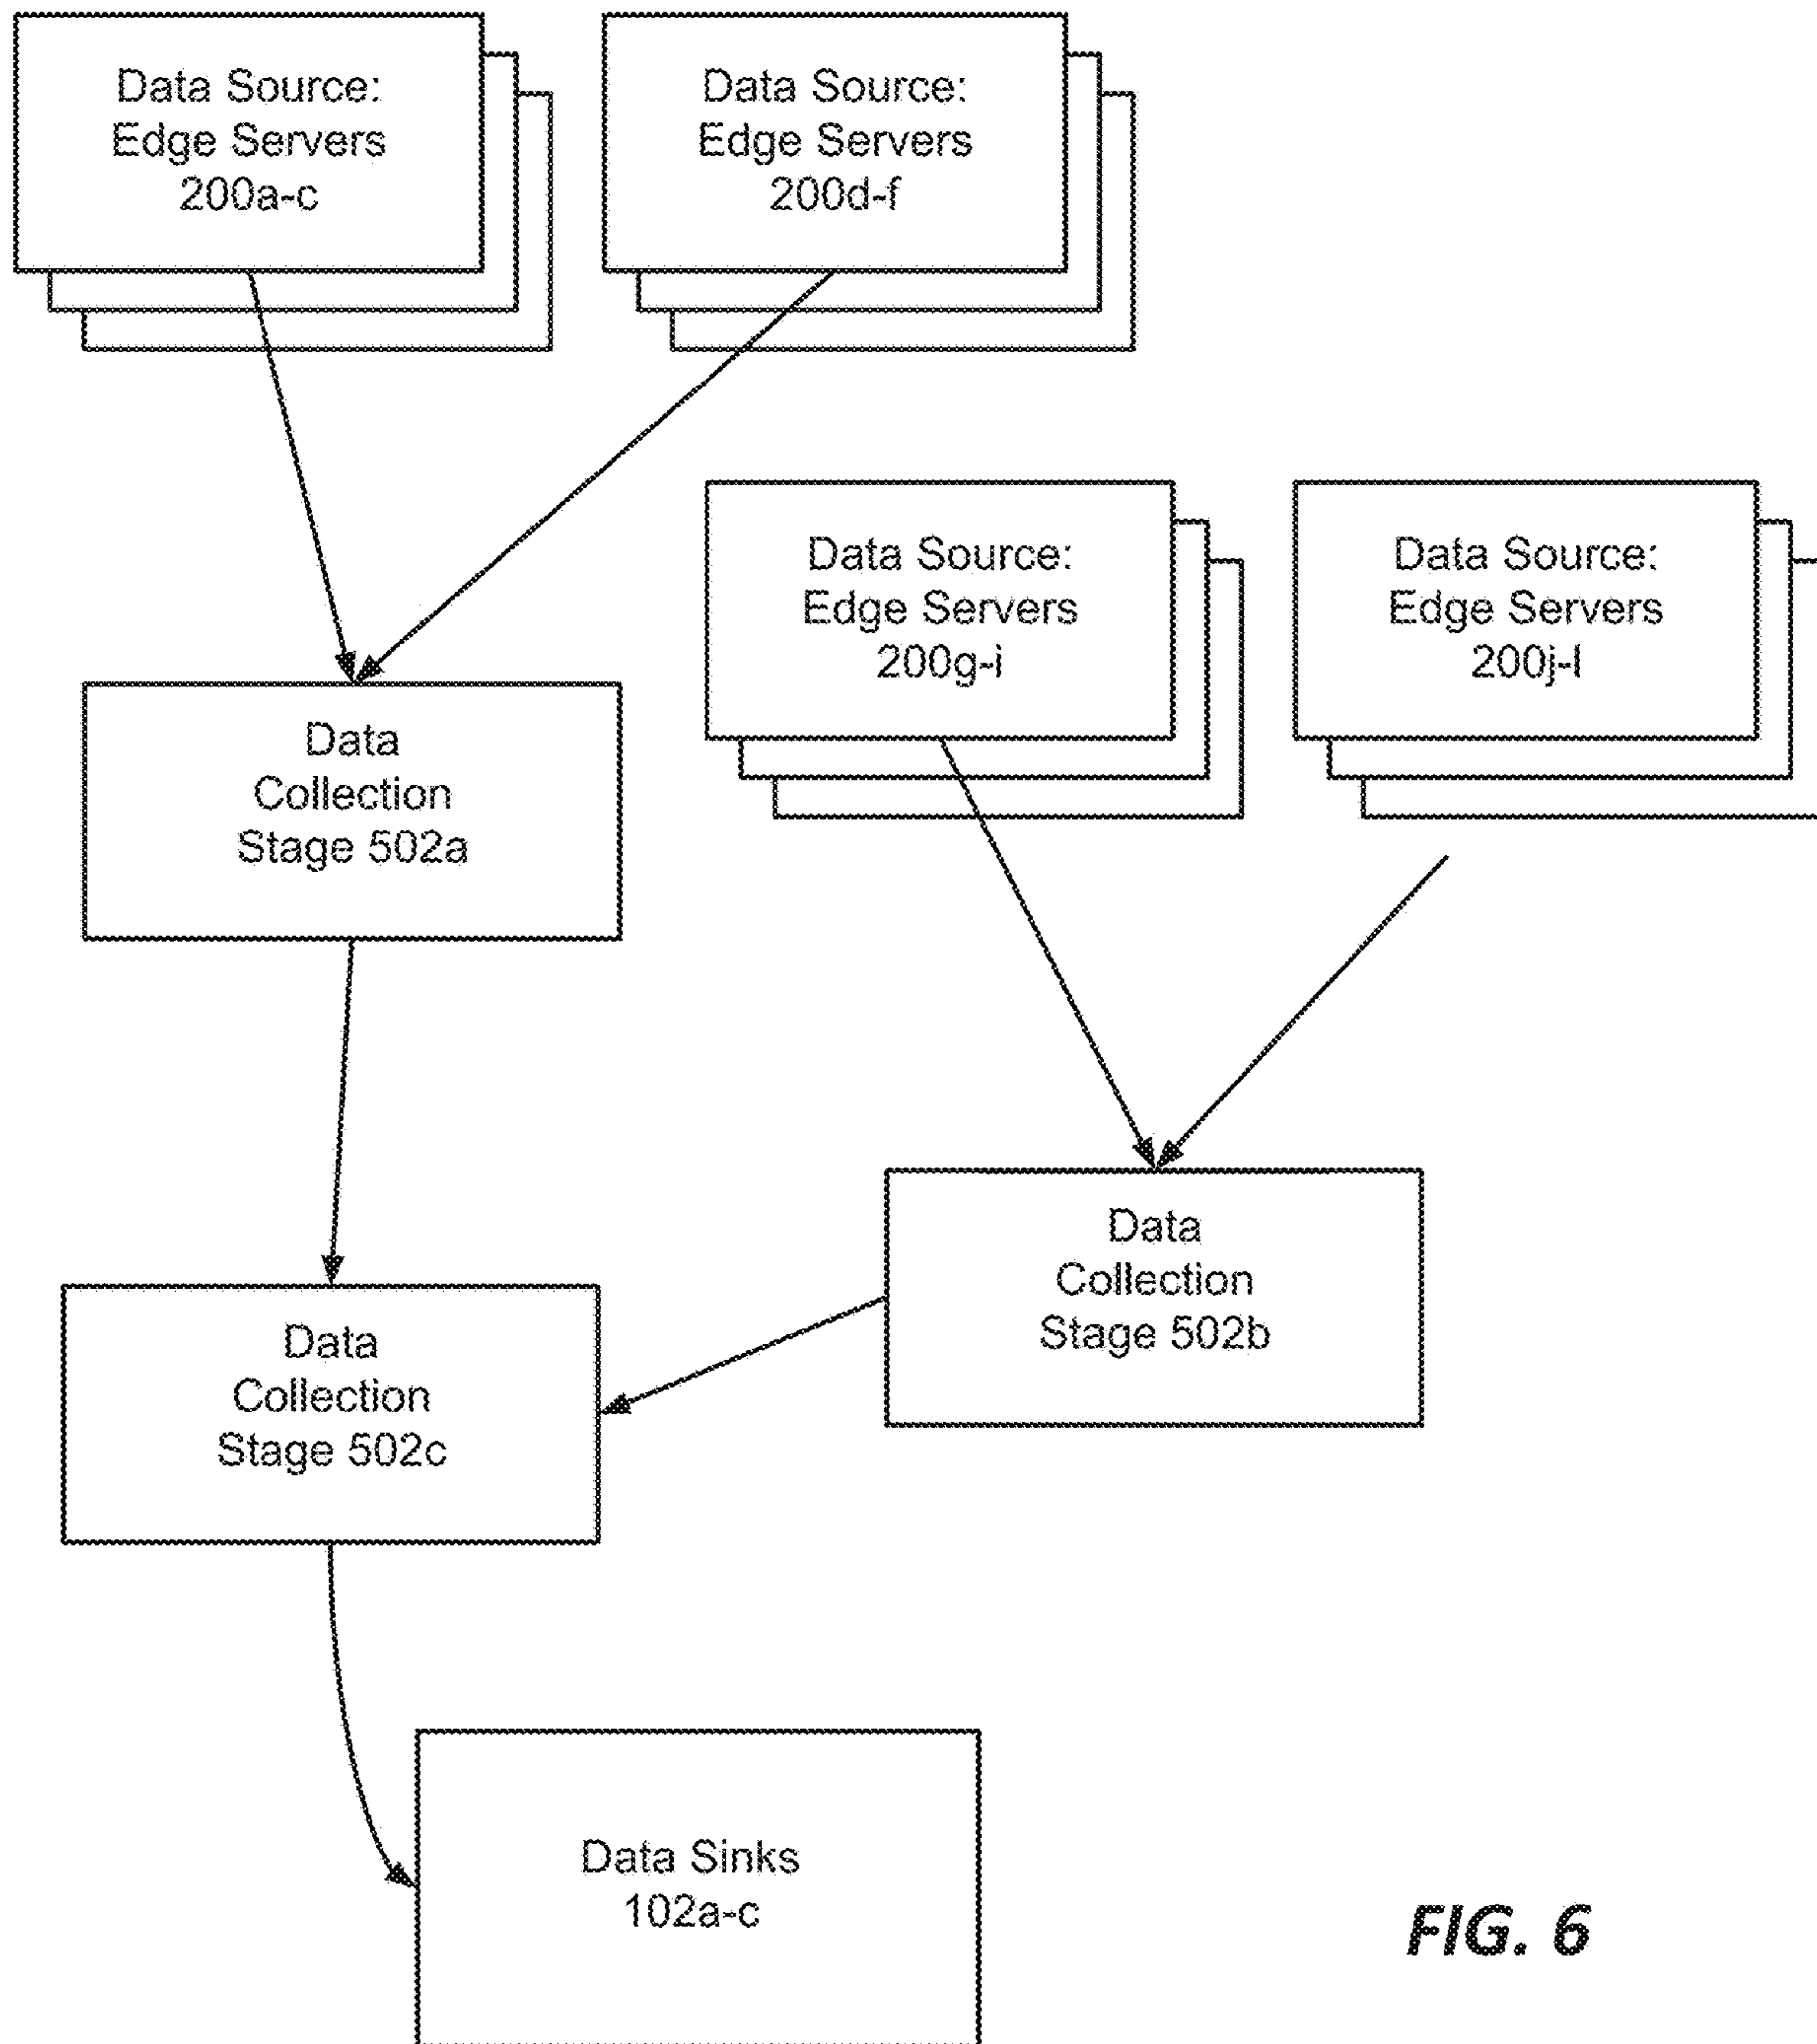 Data Source:
Edge Servers
200a-c
Data Source:
Edge Servers
200d-f
Data Source:
Edge Servers
200g-i
Data Source:
Edge Servers
200j-l
Data
Collection
Stage 502a
Data
Collection
Stage 502b
Data
Collection
Stage 502c
Data Sinks
102a-c
FIG. 6